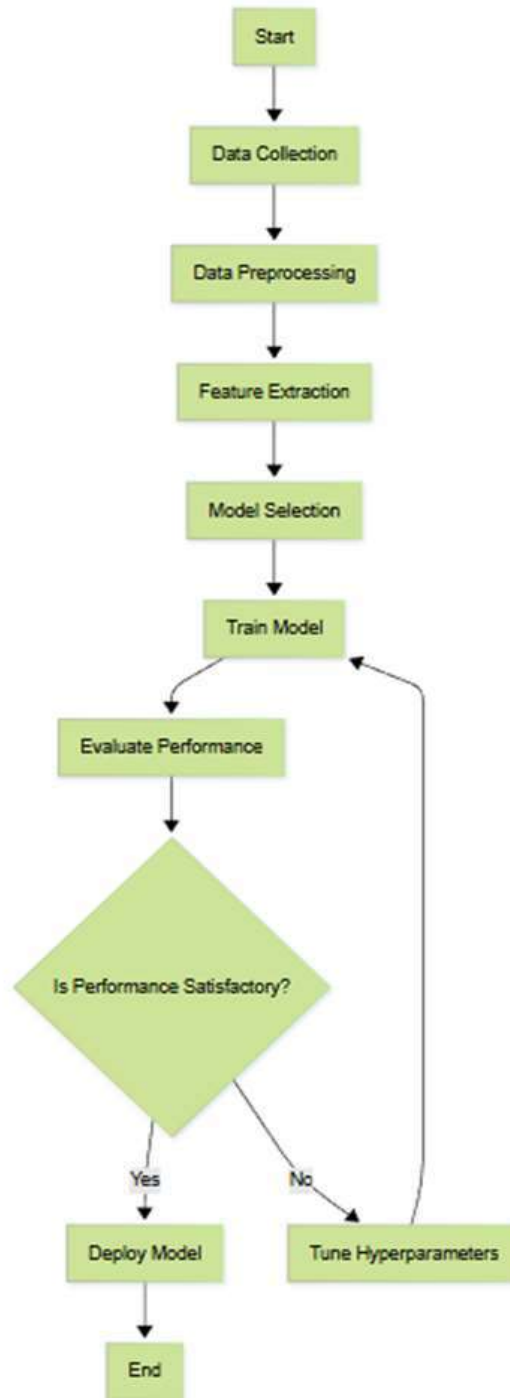 Start
Data Collection
Data Preprocessing
Feature Extraction
Model Selection
Train Model
Evaluate Performance
Is Performance Satisfactory?
Yes
No
Deploy Model
Tune Hyperparameters
End